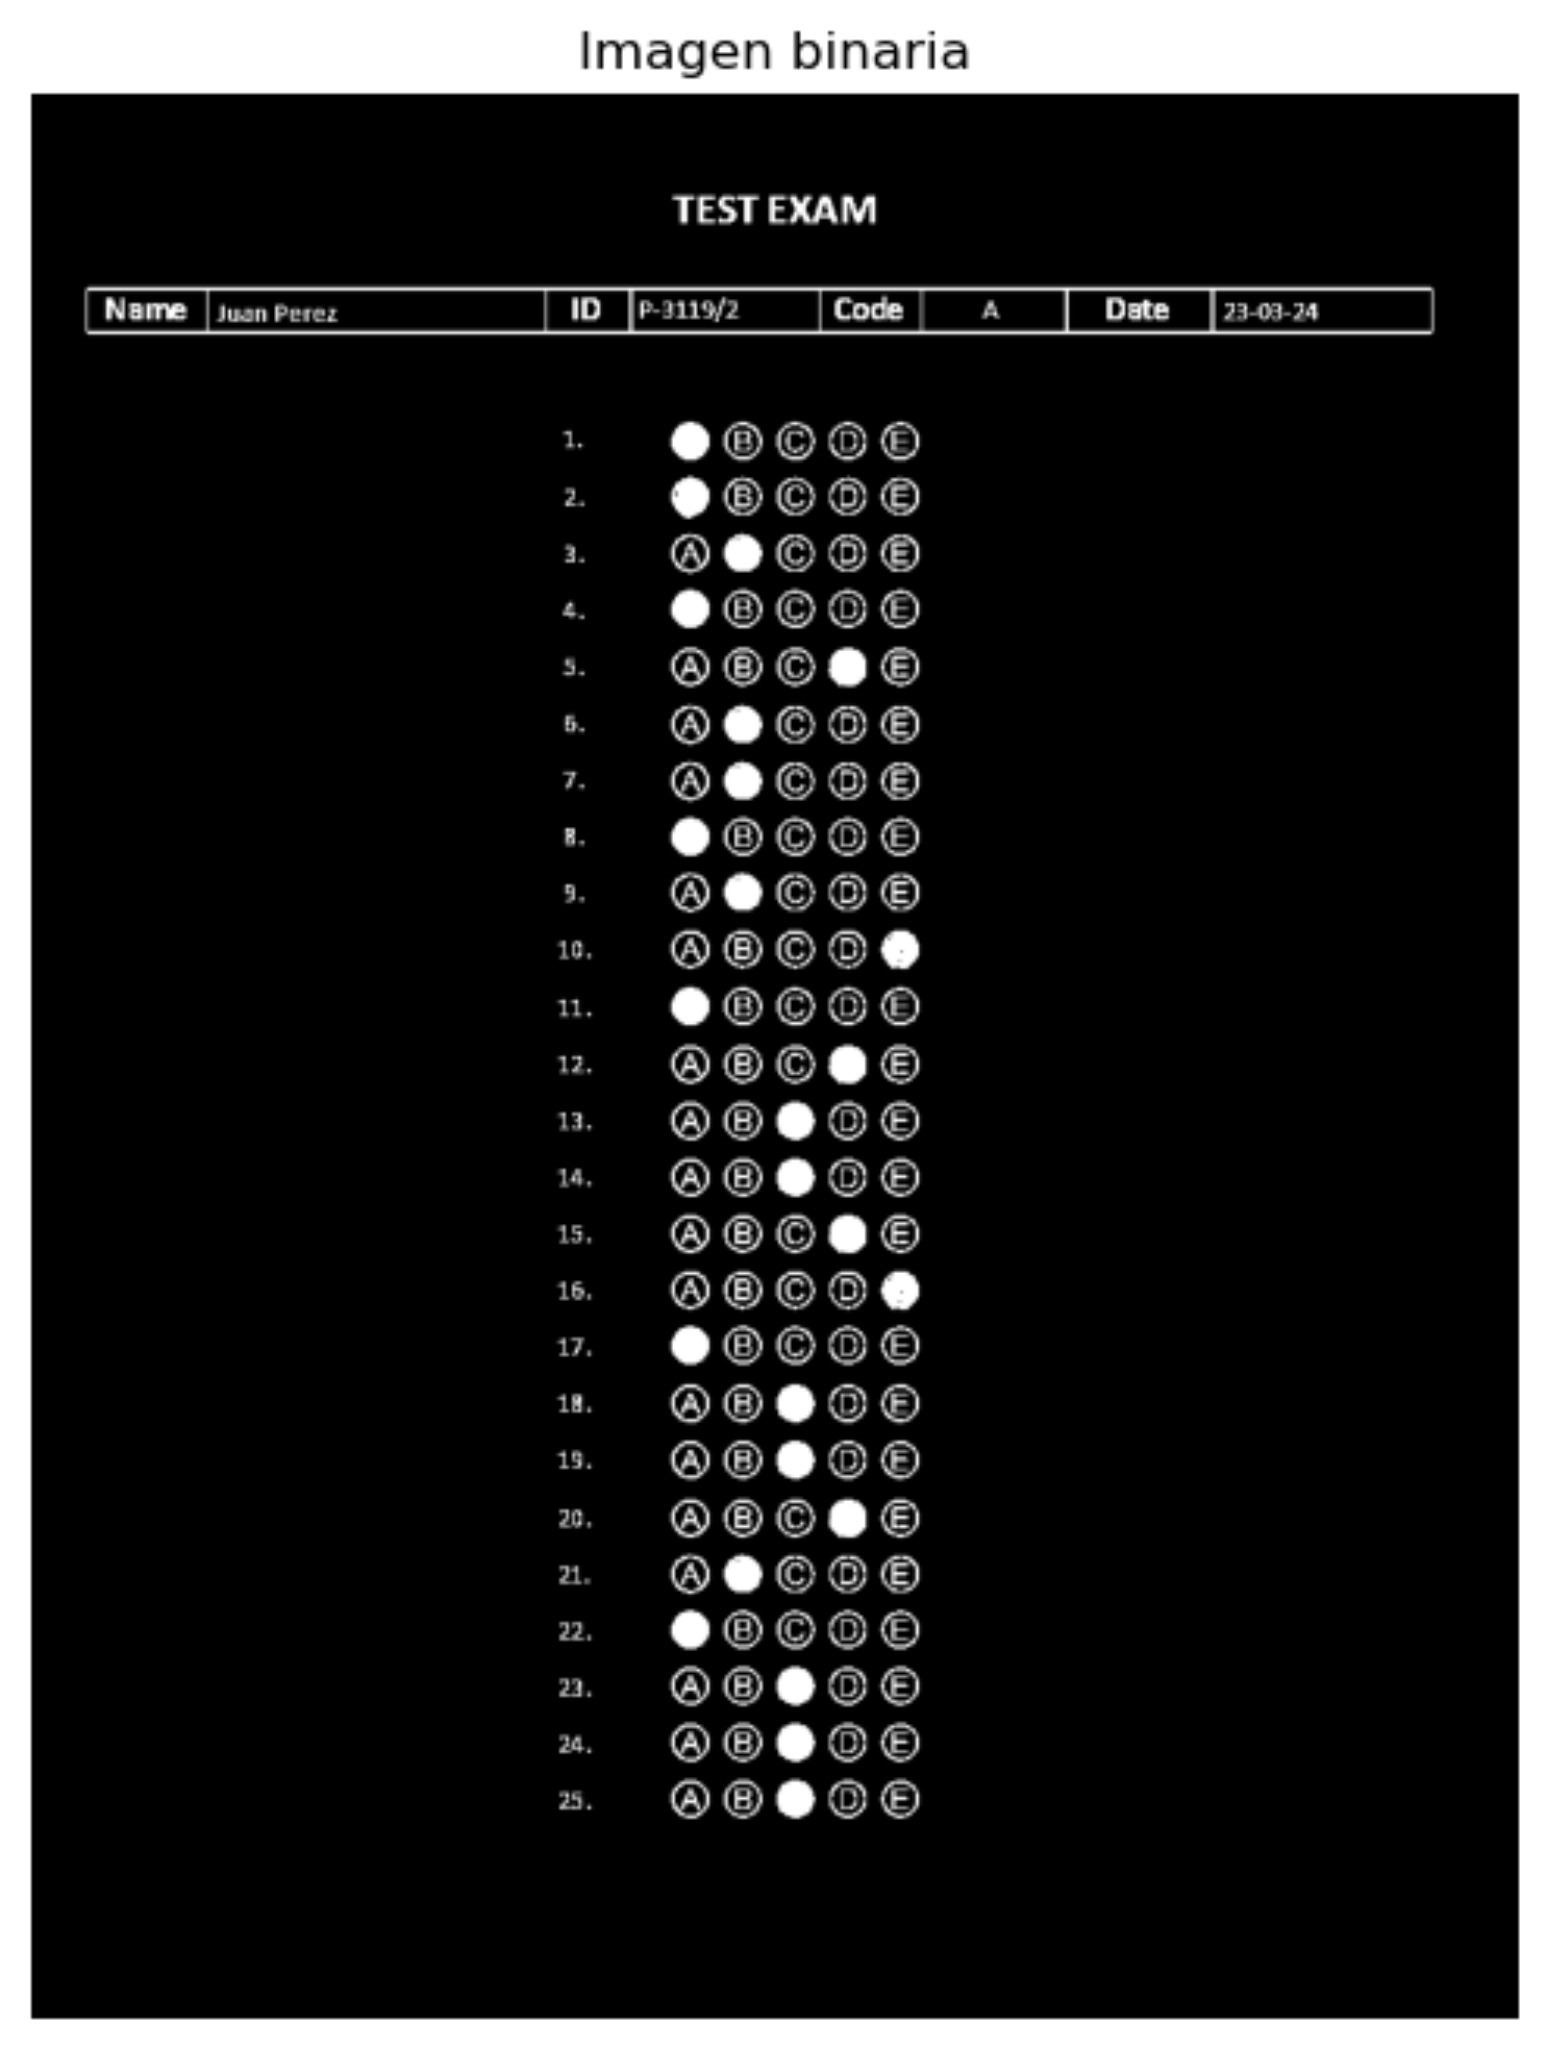 Imagen binaria
TEST EXAM
Name Juan Perez ID P-3119/2 Code A Date 23-03-24
1. B C D E
2. B C D E
3. A C D E
4. B C D E
5. A B C E
6. A C D E
7. A C D E
8. B C D E
9. A C D E
10. A B C D
11. B C D E
12. A B C E
13. A B D E
14. A B D E
15. A B C E
16. A B C D
17. B C D E
18. A B D E
19. A B D E
20. A B C E
21. A C D E
22. B C D E
23. A B D E
24. A B D E
25. A B D E